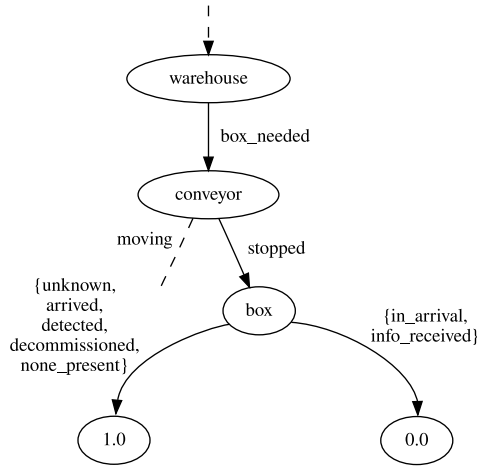 warehouse
box_needed
conveyor
moving
stopped
{unknown,
arrived,
detected,
decommissioned,
none_present}
box
{in_arrival,
info_received}
1.0
0.0